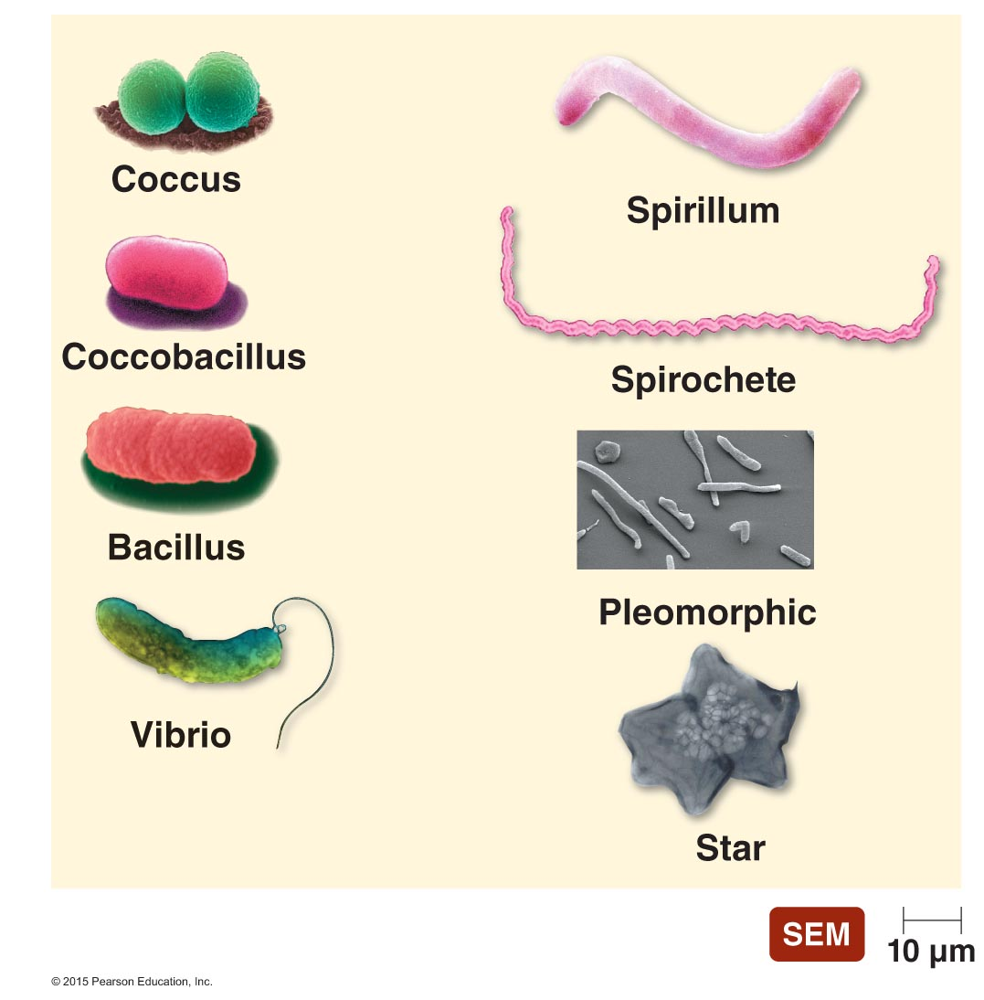 Coccus
Coccobacillus
Bacillus
Vibrio
Spirillum
Spirochete
Pleomorphic
Star
SEM
10 μm
© 2015 Pearson Education, Inc.